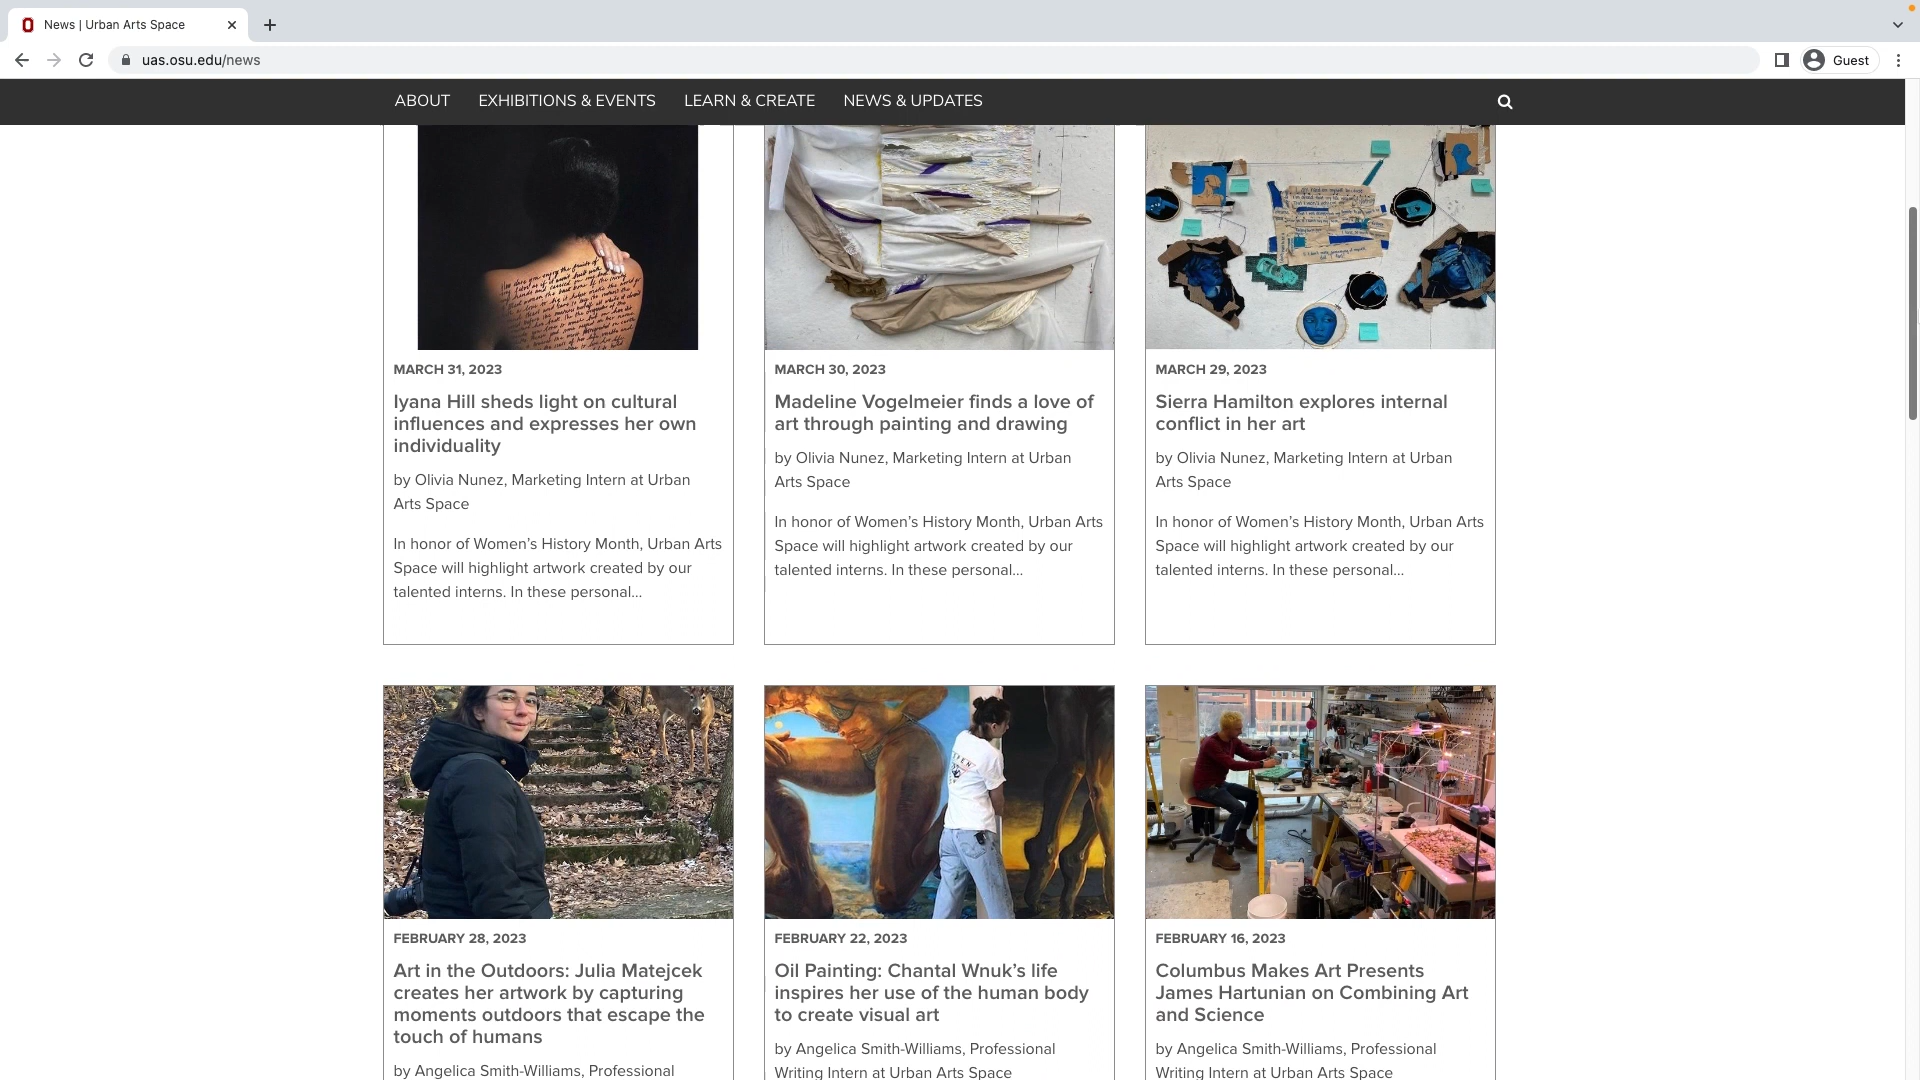 News | Urban Arts Space
uas.osu.edu/news
Guest
ABOUT EXHIBITIONS & EVENTS LEARN & CREATE NEWS & UPDATES
MARCH 31, 2023
Iyana Hill sheds light on cultural
influences and expresses her own
individuality
by Olivia Nunez, Marketing Intern at Urban
Arts Space
In honor of Women’s History Month, Urban Arts
Space will highlight artwork created by our
talented interns. In these personal...
MARCH 30, 2023
Madeline Vogelmeier finds a love of
art through painting and drawing
by Olivia Nunez, Marketing Intern at Urban
Arts Space
In honor of Women’s History Month, Urban Arts
Space will highlight artwork created by our
talented interns. In these personal...
MARCH 29, 2023
Sierra Hamilton explores internal
conflict in her art
by Olivia Nunez, Marketing Intern at Urban
Arts Space
In honor of Women’s History Month, Urban Arts
Space will highlight artwork created by our
talented interns. In these personal...
FEBRUARY 28, 2023
Art in the Outdoors: Julia Matejcek
creates her artwork by capturing
moments outdoors that escape the
touch of humans
by Angelica Smith-Williams, Professional
FEBRUARY 22, 2023
Oil Painting: Chantal Wnuk’s life
inspires her use of the human body
to create visual art
by Angelica Smith-Williams, Professional
Writing Intern at Urban Arts Space
FEBRUARY 16, 2023
Columbus Makes Art Presents
James Hartunian on Combining Art
and Science
by Angelica Smith-Williams, Professional
Writing Intern at Urban Arts Space